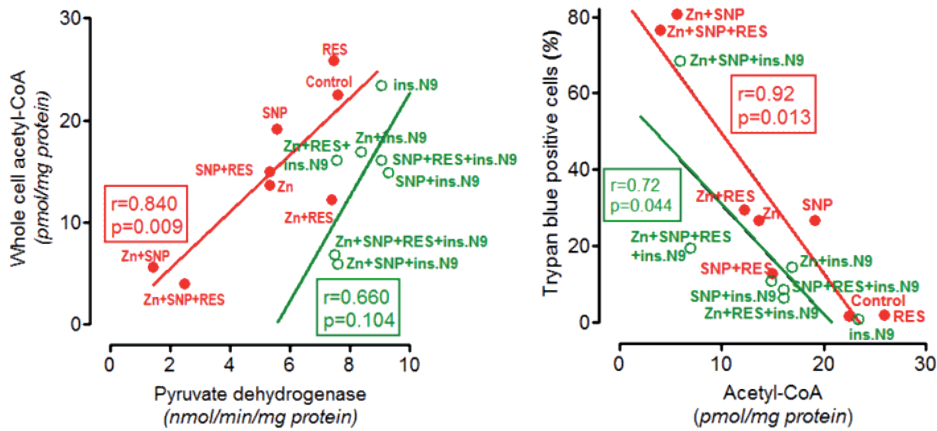 30
20
10
0
Whole cell acetyl-CoA
(pmol/mg protein)
RES
Control
ins.N9
SNP
Zn+RES+
ins.N9
Zn+ins.N9
SNP+RES
SNP+RES+ins.N9
SNP+ins.N9
Zn
Zn+RES
r=0.840
p=0.009
Zn+SNP
Zn+SNP+RES
Zn+SNP+RES+ins.N9
Zn+SNP+ins.N9
r=0.660
p=0.104
0 2 4 6 8 10
Pyruvate dehydrogenase
(nmol/min/mg protein)
80
60
40
20
0
Trypan blue positive cells (%)
Zn+SNP
Zn+SNP+RES
Zn+SNP+ins.N9
r=0.92
p=0.013
r=0.72
p=0.044
Zn+RES
Zn
SNP
Zn+SNP+RES
+ins.N9
SNP+RES
Zn+ins.N9
SNP+ins.N9
SNP+RES+ins.N9
Zn+RES+ins.N9
Control
RES
ins.N9
0 10 20 30
Acetyl-CoA
(pmol/mg protein)